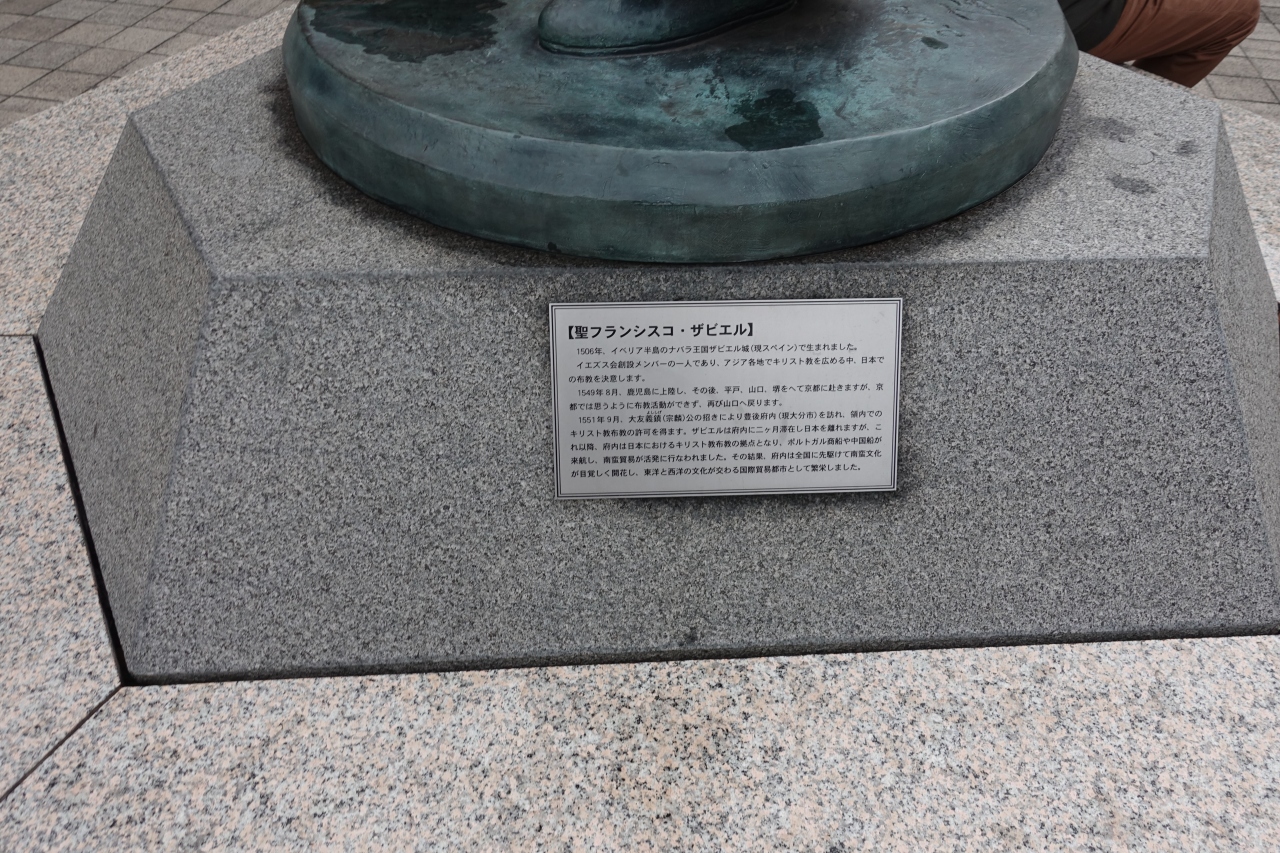 【聖フランシスコ・ザビエル】
1506年、イベリア半島のナバラ王国ザビエル城（現スペイン）で生まれました。
イエズス会創設メンバーの一人であり、アジア各地でキリスト教を広める中、日本で
の布教を決意します。
1549年8月、鹿児島に上陸し、その後、平戸、山口、堺をへて京都に赴きますが、京
都では思うように布教活動ができず、再び山口へ戻ります。
1551年9月、大友義鎮（宗麟）公の招きにより豊後府内（現大分市）を訪れ、領内での
キリスト教布教の許可を得ます。ザビエルは府内に二ヶ月滞在し日本を離れますが、こ
れ以降、府内は日本におけるキリスト教布教の拠点となり、ポルトガル商船や中国船が
来航し、南蛮貿易が活発に行なわれました。その結果、府内は全国に先駆けて南蛮文化
が目覚しく開花し、東洋と西洋の文化が交わる国際貿易都市として繁栄しました。